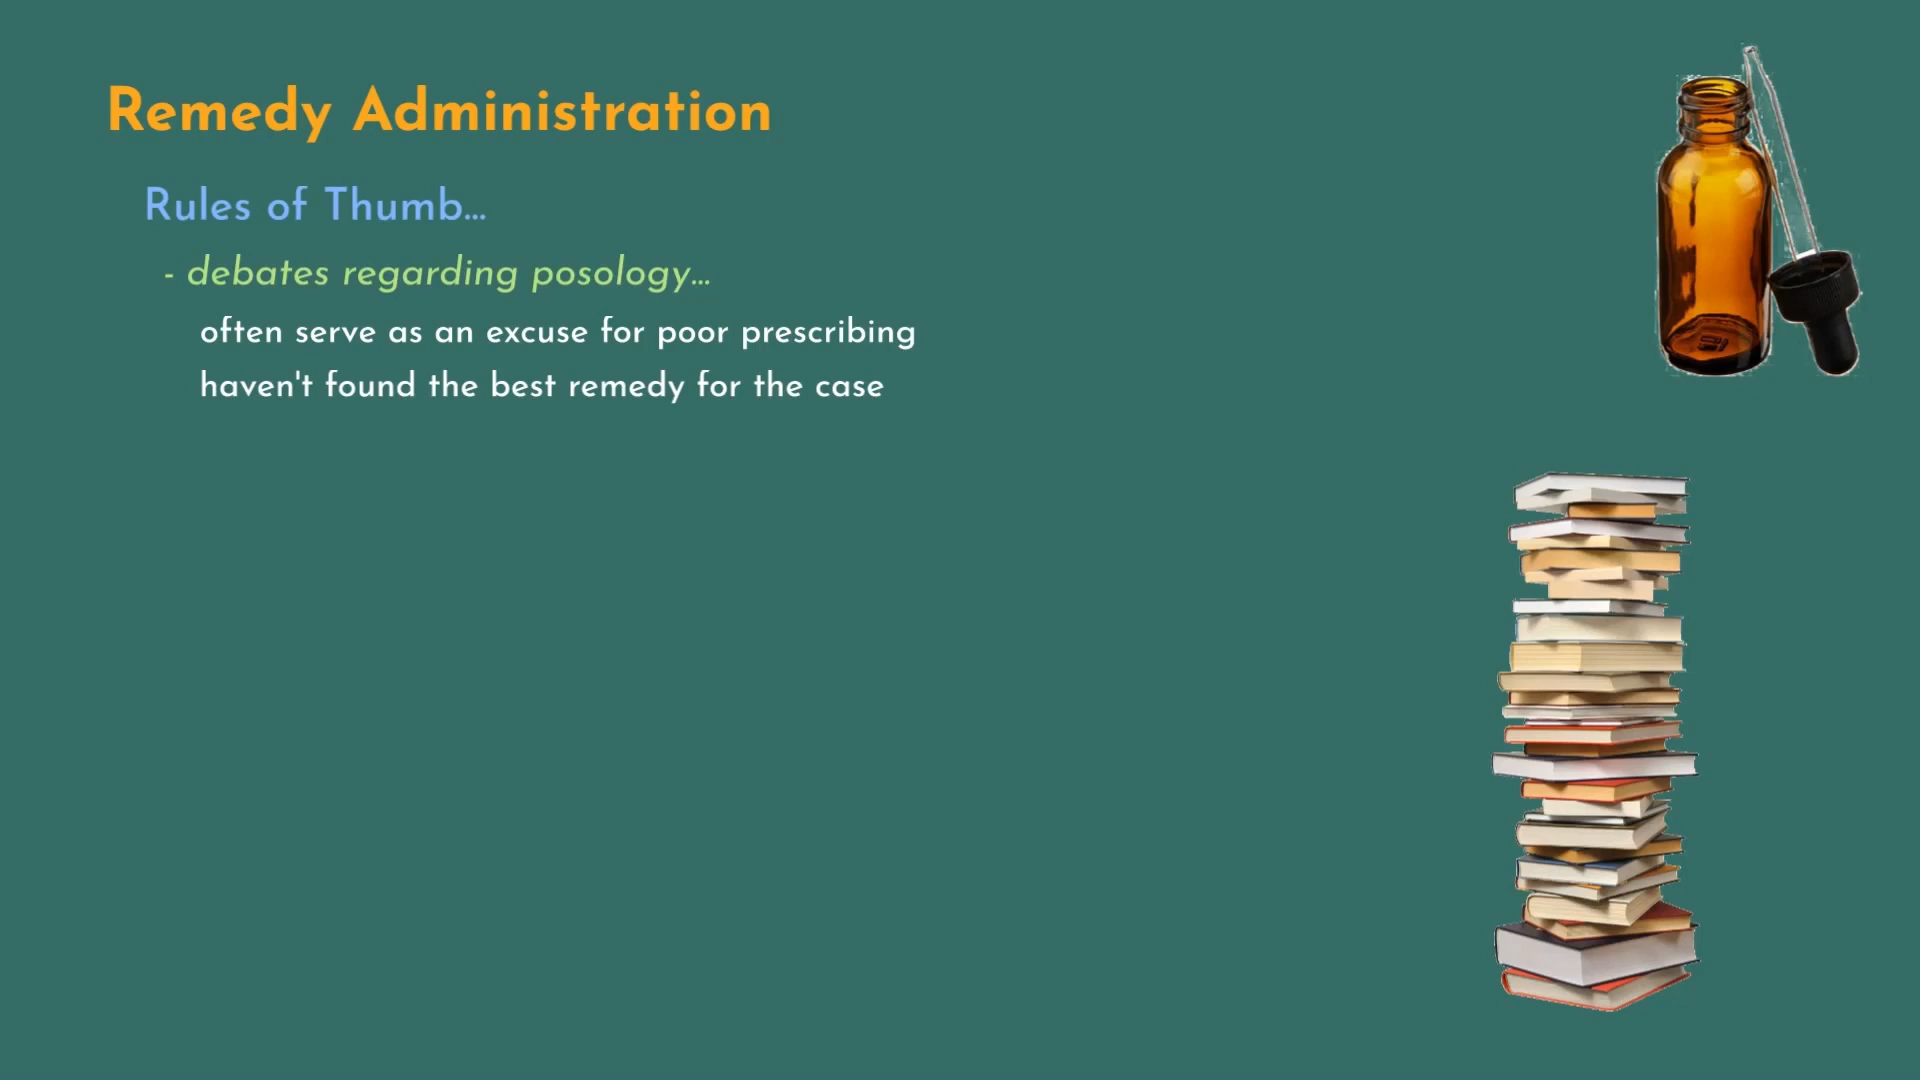 Remedy Administration
Rules of Thumb...
- debates regarding posology...
often serve as an excuse for poor prescribing
haven't found the best remedy for the case